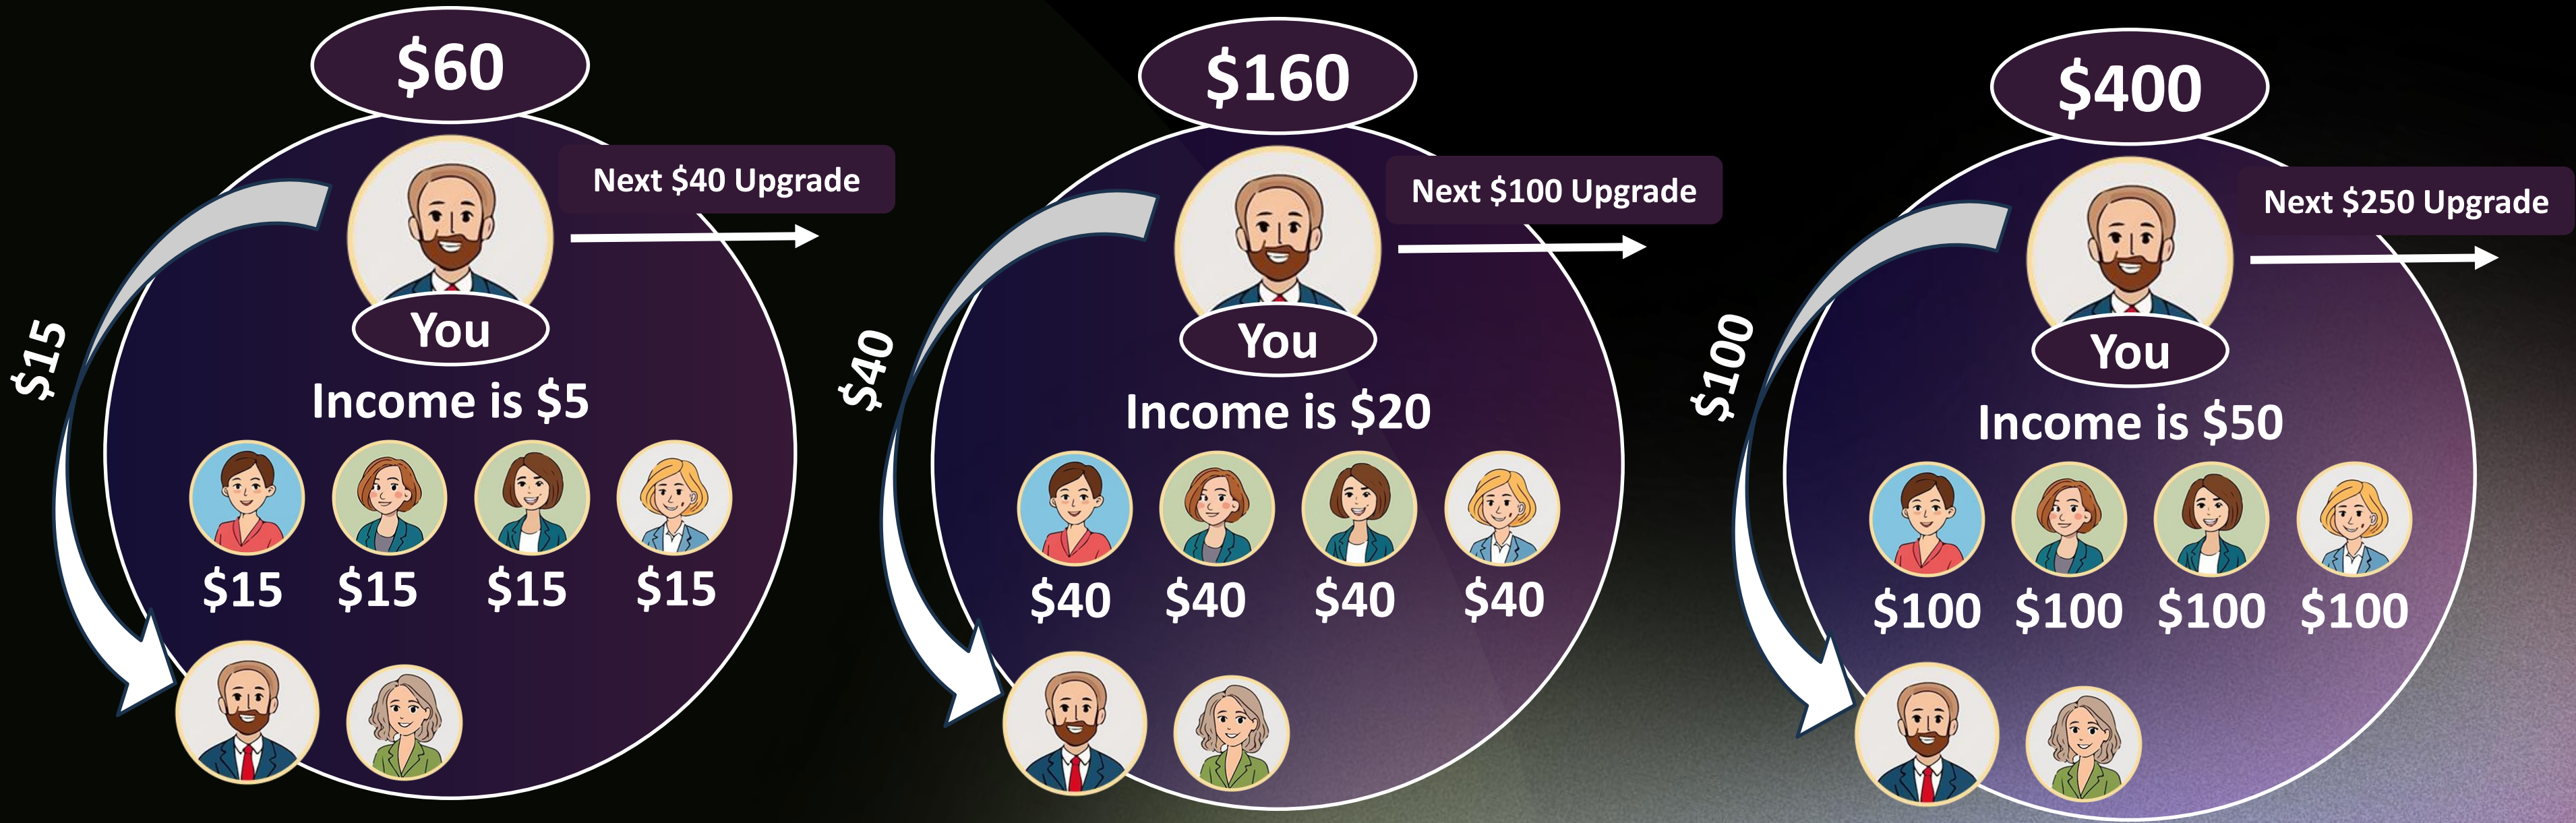 $60
Next $40 Upgrade
$15
You
Income is $5
$15 $15 $15 $15
$160
Next $100 Upgrade
$40
You
Income is $20
$40 $40 $40 $40
$400
Next $250 Upgrade
$100
You
Income is $50
$100 $100 $100 $100